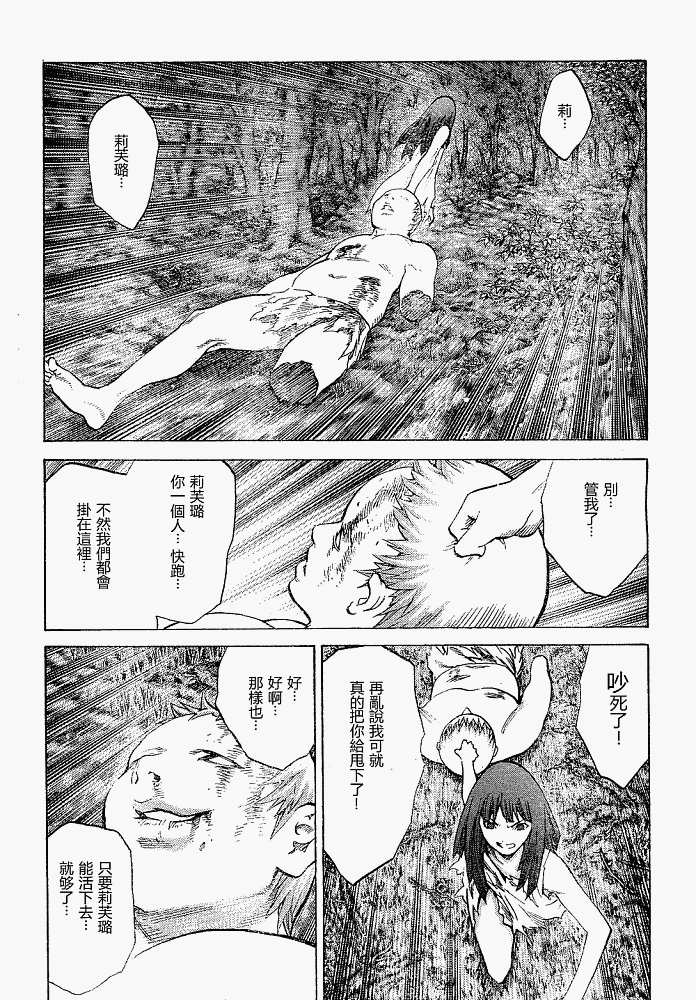 莉…
莉芙璐…
別…
管我了…
莉芙璐
你一個人…快跑…
不然我們都會
掛在這裡…
吵死了！
再亂說我可就
真的把你給甩下了！
好…
好啊…
那樣也…
只要莉芙璐
能活下去…
就够了…